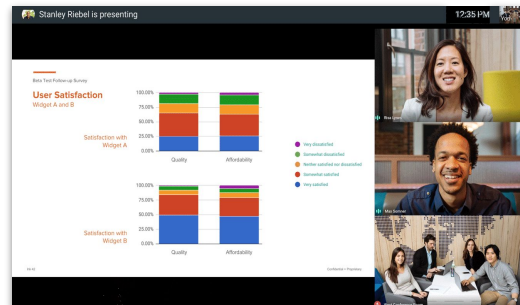 Stanley Riebel is presenting
12:35 PM
You
Beta Test Follow-up Survey
User Satisfaction
Widget A and B
Satisfaction with
Widget A
100.00%
75.00%
50.00%
25.00%
0.00%
Quality
Affordability
Very dissatisfied
Somewhat dissatisfied
Neither satisfied nor dissatisfied
Somewhat satisfied
Very satisfied
Satisfaction with
Widget B
100.00%
75.00%
50.00%
25.00%
0.00%
Quality
Affordability
Confidential + Proprietary